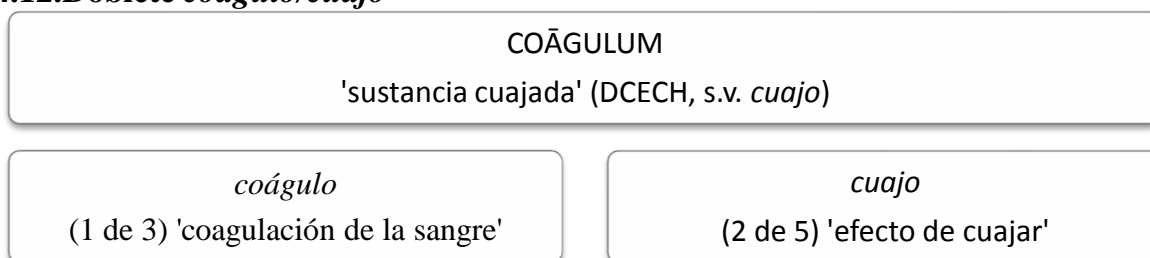 COĀGULUM
'sustancia cuajada' (DCECH, s.v. cuajo)
coágulo
(1 de 3) 'coagulación de la sangre'
cuajo
(2 de 5) 'efecto de cuajar'